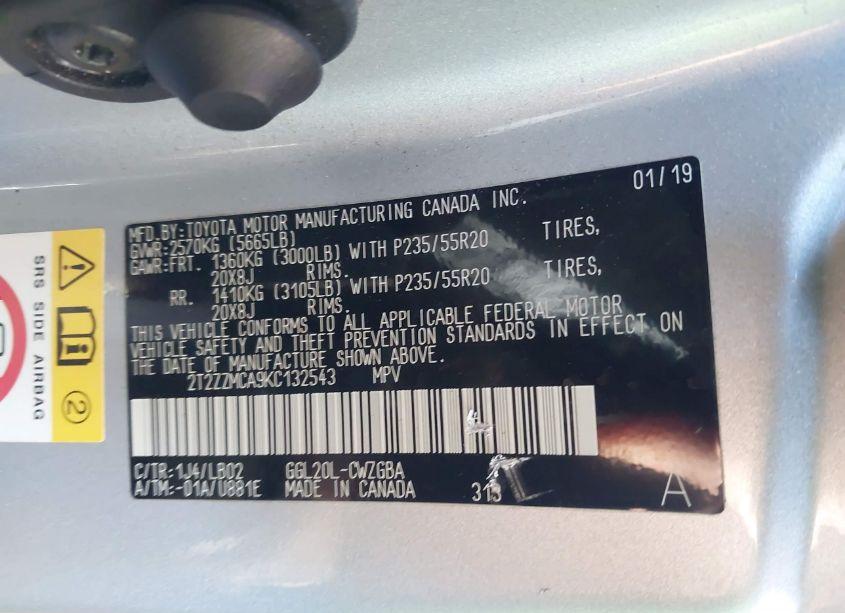 01/19
MFD.BY:TOYOTA MOTOR MANUFACTURING CANADA INC.
GVWR:2570KG (5665LB)
GAWR:FRT. 1360KG (3000LB) WITH P235/55R20 TIRES,
20X8J RIMS.
RR. 1410KG (3105LB) WITH P235/55R20 TIRES,
20X8J RIMS.
THIS VEHICLE CONFORMS TO ALL APPLICABLE FEDERAL MOTOR
VEHICLE SAFETY AND THEFT PREVENTION STANDARDS IN EFFECT ON
THE DATE OF MANUFACTURE SHOWN ABOVE.
2T2ZZMCA9KC132543 MPV
C/TR:1J4/LB02 GGL20L-CWZGBA
A/TM:-01A/U881E MADE IN CANADA 313 A
SRS SIDE AIRBAG
2